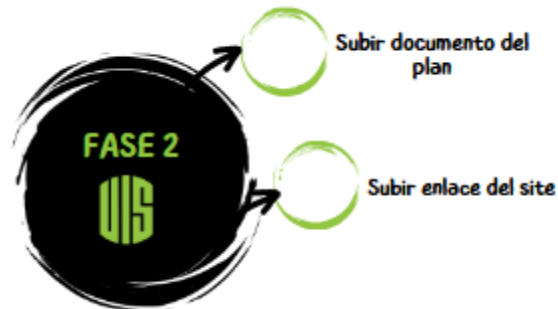 Subir documento del
plan
FASE 2
UIS
Subir enlace del site